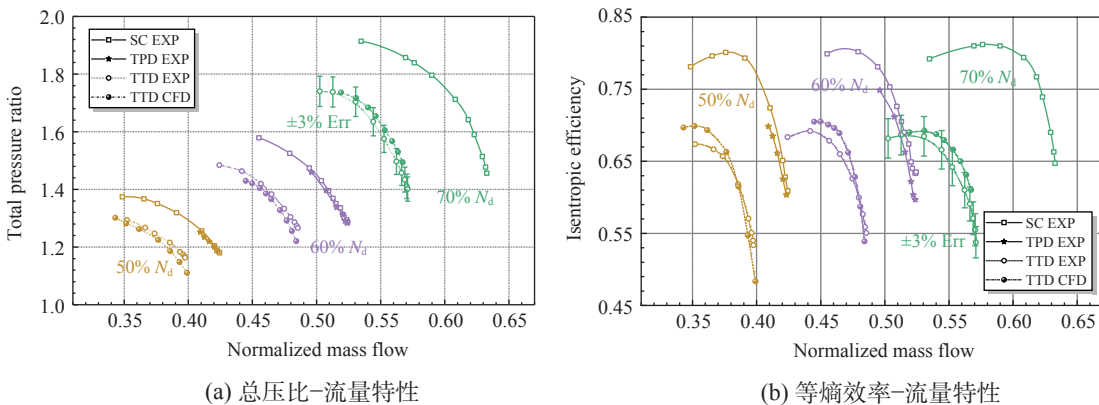 Total pressure ratio
2.0
1.8
1.6
1.4
1.2
1.0
SC EXP
TPD EXP
TTD EXP
TTD CFD
±3% Err
70% Nd
60% Nd
50% Nd
0.35 0.40 0.45 0.50 0.55 0.60 0.65
Normalized mass flow
(a) 总压比-流量特性
Isentropic efficiency
0.85
0.75
0.65
0.55
0.45
50% Nd
60% Nd
70% Nd
±3% Err
SC EXP
TPD EXP
TTD EXP
TTD CFD
0.35 0.40 0.45 0.50 0.55 0.60 0.65
Normalized mass flow
(b) 等熵效率-流量特性